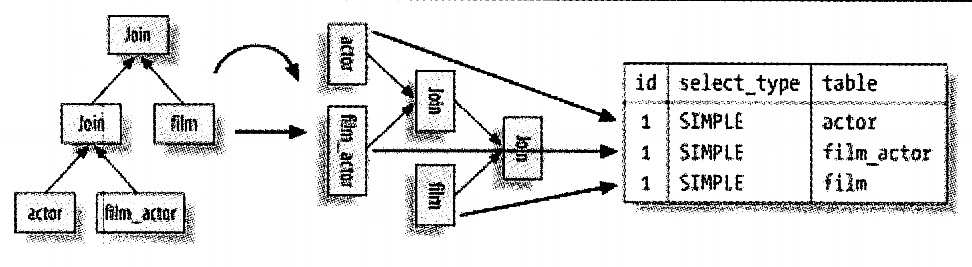 Join
Join film
actor film_actor
actor
film_actor
Join
film
Join
id select_type table
1 SIMPLE actor
1 SIMPLE film_actor
1 SIMPLE film